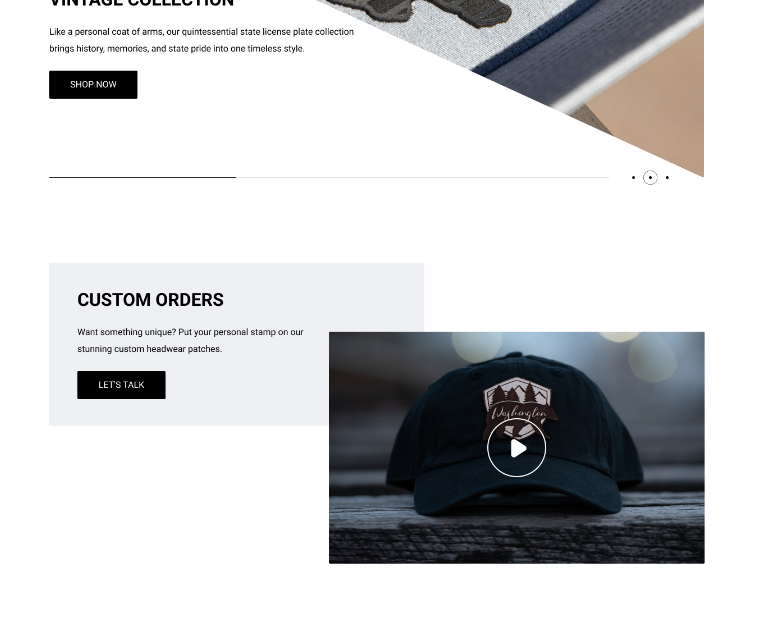 VINTAGE COLLECTION
Like a personal coat of arms, our quintessential state license plate collection
brings history, memories, and state pride into one timeless style.
SHOP NOW
CUSTOM ORDERS
Want something unique? Put your personal stamp on our
stunning custom headwear patches.
LET'S TALK
Washington